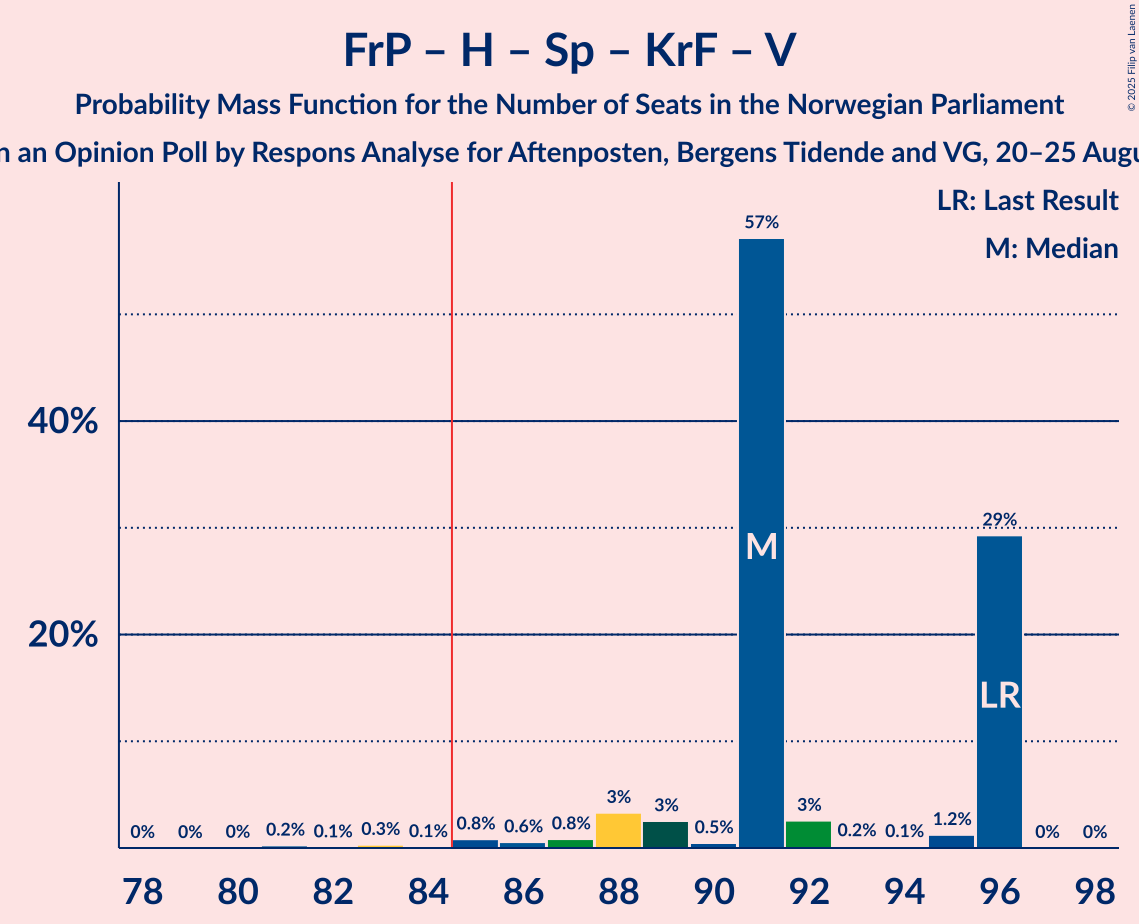 FrP – H – Sp – KrF – V
Probability Mass Function for the Number of Seats in the Norwegian Parliament
an Opinion Poll by Respons Analyse for Aftenposten, Bergens Tidende and VG, 20–25
© 2025 Filip van Laenen
LR: Last Result
M: Median
57%
40%
29%
M
20%
LR
0% 0% 0% 0.2% 0.1% 0.3% 0.1% 0.8% 0.6% 0.8% 3% 3% 0.5% 3% 0.2% 0.1% 1.2% 0% 0%
78 80 82 84 86 88 90 92 94 96 98